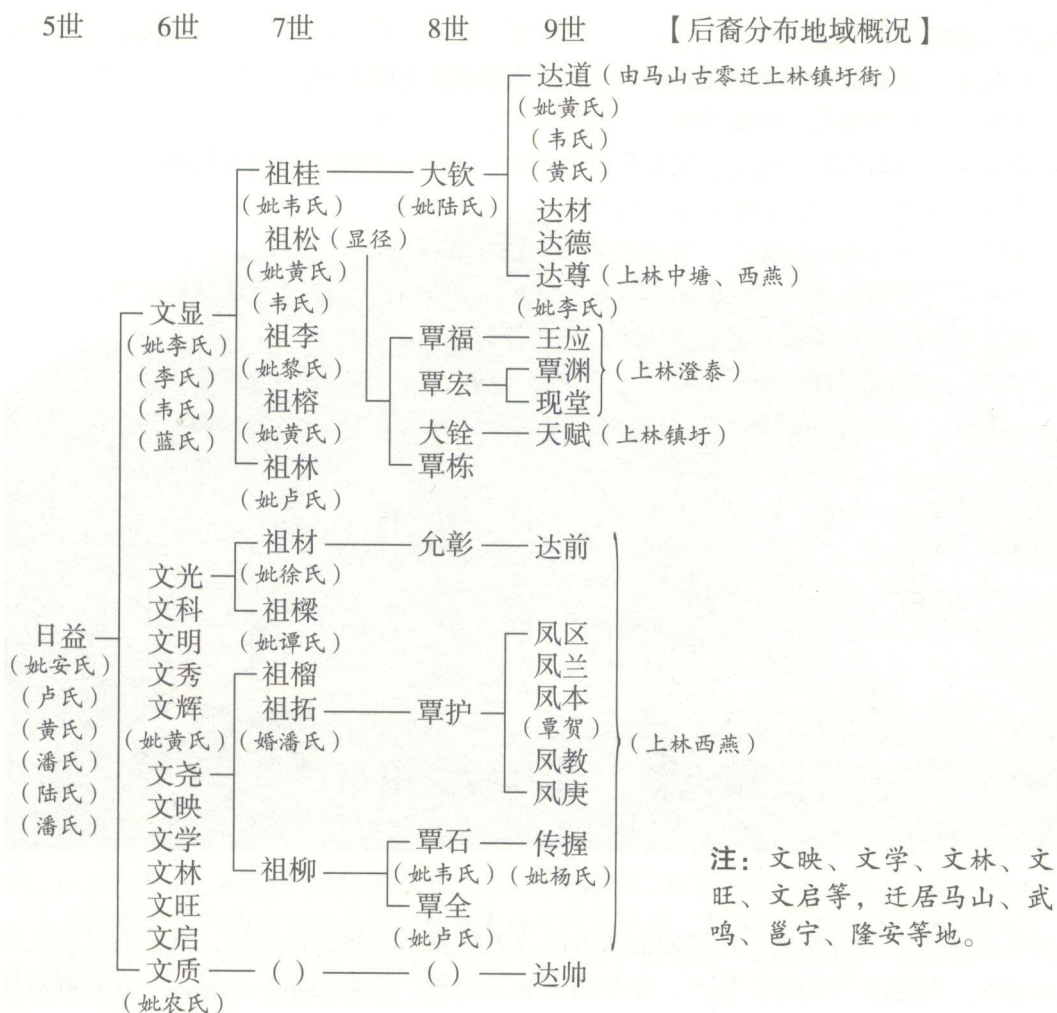 5世 6世 7世 8世 9世 【后裔分布地域概况】
达道（由马山古零迁上林镇圩街）
（妣黄氏）
（韦氏）
祖桂 大钦 （黄氏）
（妣韦氏） （妣陆氏） 达材
祖松（显径） 达德
（妣黄氏） 达尊（上林中塘、西燕）
（韦氏） （妣李氏）
文显
（妣李氏） 祖李 覃福 王应
（李氏） （妣黎氏） 覃宏 覃渊 （上林澄泰）
（韦氏） 祖榕 现堂
（蓝氏） （妣黄氏） 大铨 天赋（上林镇圩）
祖林 覃栋
（妣卢氏）
祖材 允彰 达前
文光 （妣徐氏）
文科 祖樑
日益 文明 （妣谭氏） 凤区
（妣安氏） 文秀 祖榴 凤兰
（卢氏） 文辉 祖拓 覃护 凤本
（黄氏） （妣黄氏） （婚潘氏） （覃贺） （上林西燕）
（潘氏） 文尧 凤教
（陆氏） 文映 凤庚
（潘氏） 文学 覃石 传握
文林 祖柳 （妣韦氏） （妣杨氏）
文旺 覃全
文启 （妣卢氏）
文质 （ ） （ ） 达帅
（妣农氏）
注：文映、文学、文林、文
旺、文启等，迁居马山、武
鸣、邕宁、隆安等地。